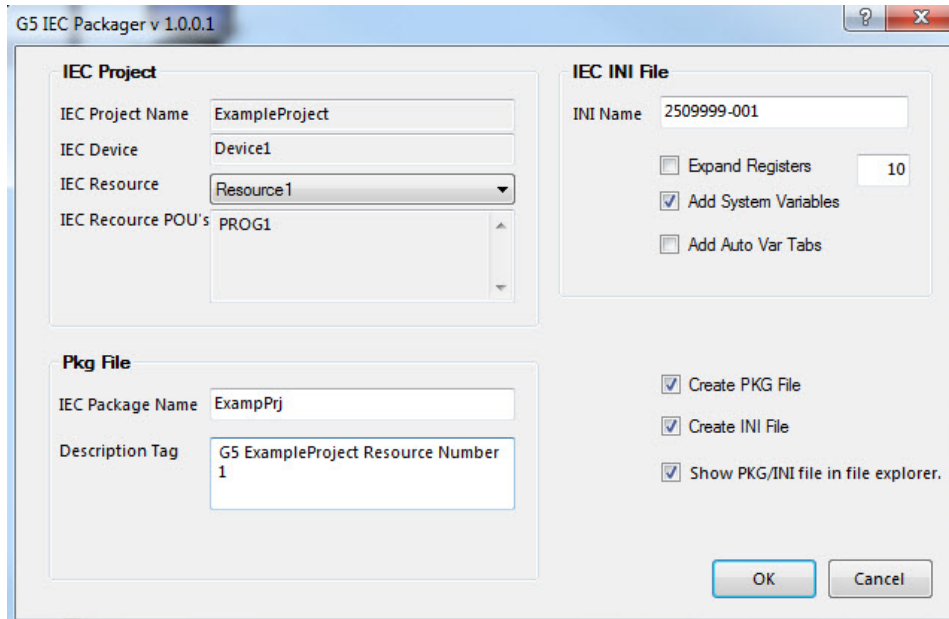 G5 IEC Packager v 1.0.0.1
?
X
IEC Project
IEC Project Name ExampleProject
IEC Device Device1
IEC Resource Resource1
IEC Recource POU's PROG1
IEC INI File
INI Name 2509999-001
Expand Registers 10
Add System Variables
Add Auto Var Tabs
Pkg File
IEC Package Name ExampPrj
Description Tag G5 ExampleProject Resource Number
1
Create PKG File
Create INI File
Show PKG/INI file in file explorer.
OK Cancel